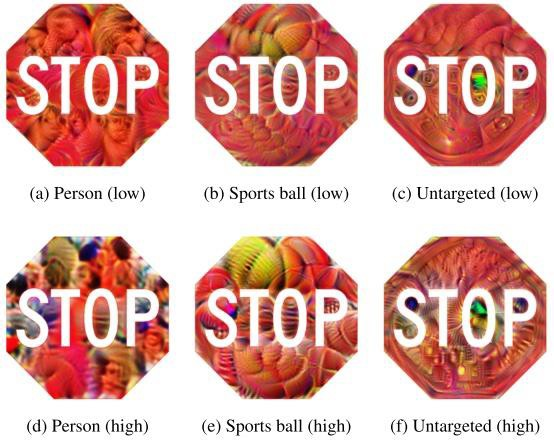 STOP STOP STOP
(a) Person (low) (b) Sports ball (low) (c) Untargeted (low)
STOP STOP STOP
(d) Person (high) (e) Sports ball (high) (f) Untargeted (high)